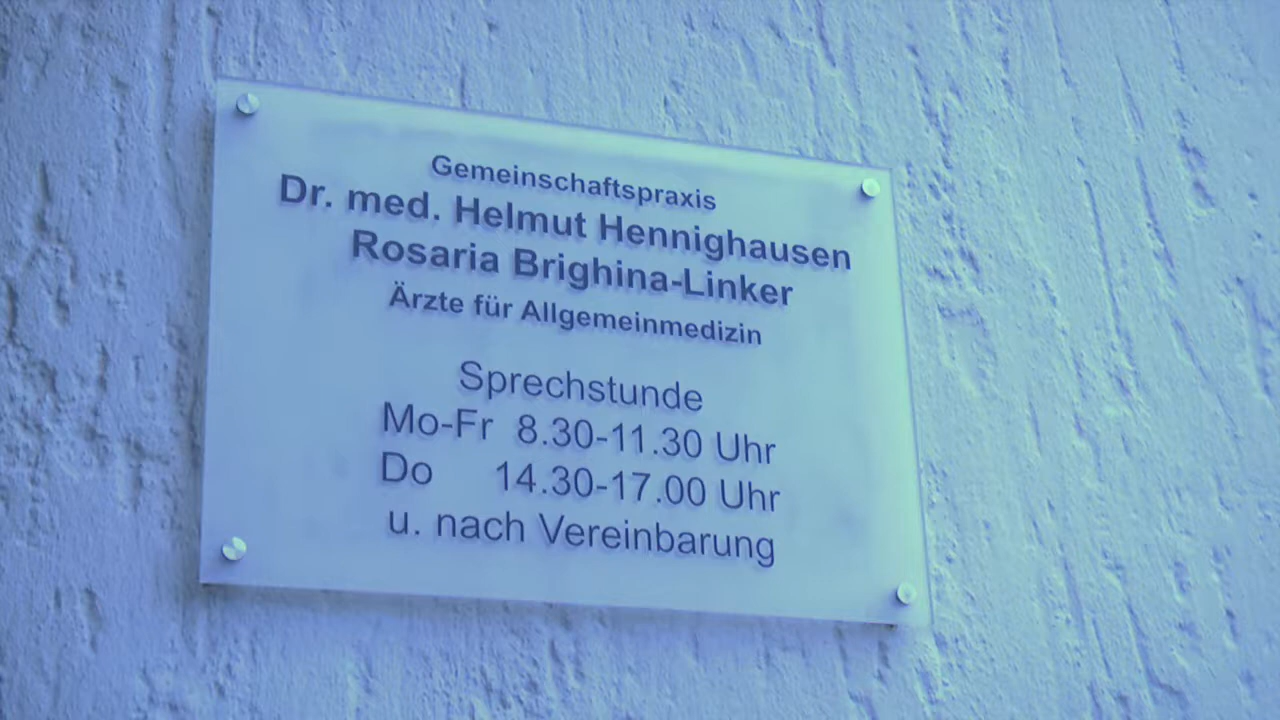 Gemeinschaftspraxis
Dr. med. Helmut Hennighausen
Rosaria Brighina-Linker
Ärzte für Allgemeinmedizin
Sprechstunde
Mo-Fr 8.30-11.30 Uhr
Do 14.30-17.00 Uhr
u. nach Vereinbarung